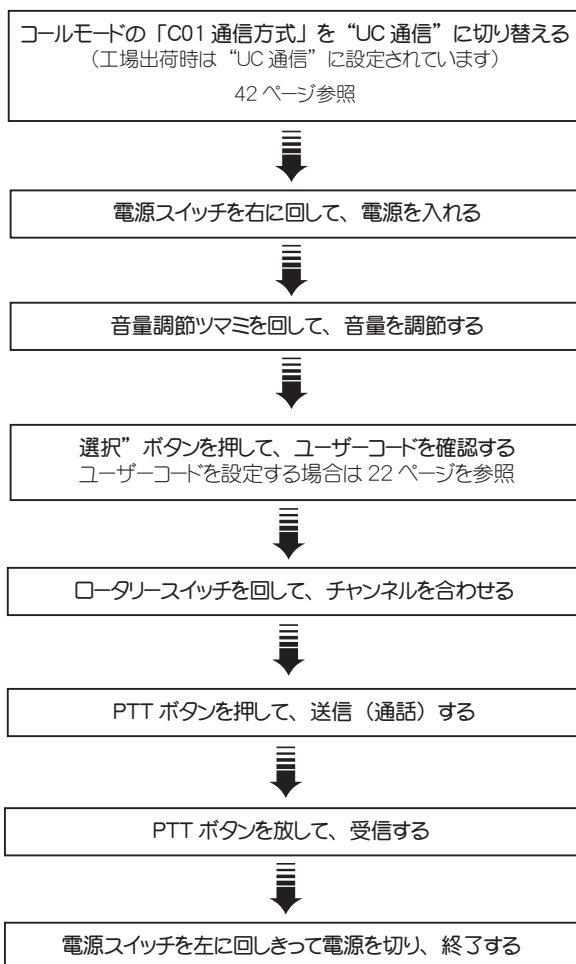 コールモードの「C01 通信方式」を“UC 通信”に切り替える
（工場出荷時は“UC 通信”に設定されています）
42 ページ参照
電源スイッチを右に回して、電源を入れる
音量調節ツマミを回して、音量を調節する
選択”ボタンを押して、ユーザーコードを確認する
ユーザーコードを設定する場合は 22 ページを参照
ロータリースイッチを回して、チャンネルを合わせる
PTT ボタンを押して、送信（通話）する
PTT ボタンを放して、受信する
電源スイッチを左に回しきって電源を切り、終了する